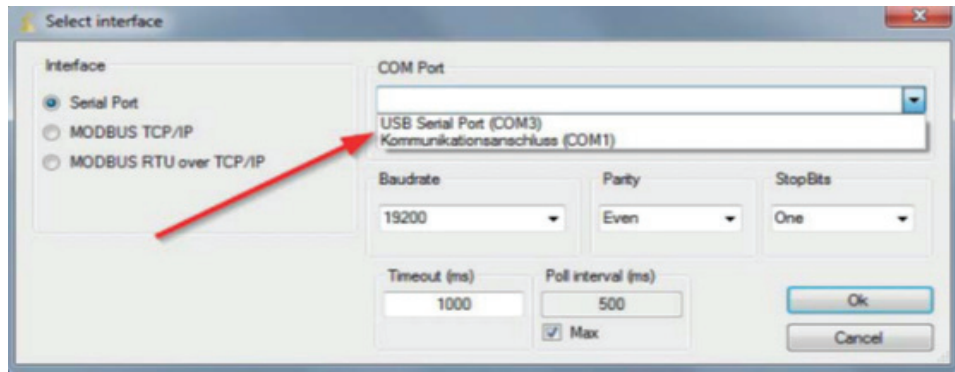 Select interface
Interface
Serial Port
MODBUS TCP/IP
MODBUS RTU over TCP/IP
COM Port
USB Serial Port (COM3)
Kommunikationsanschluss (COM1)
Baudrate
19200
Parity
Even
StopBits
One
Timeout (ms)
1000
Poll interval (ms)
500
Max
Ok
Cancel